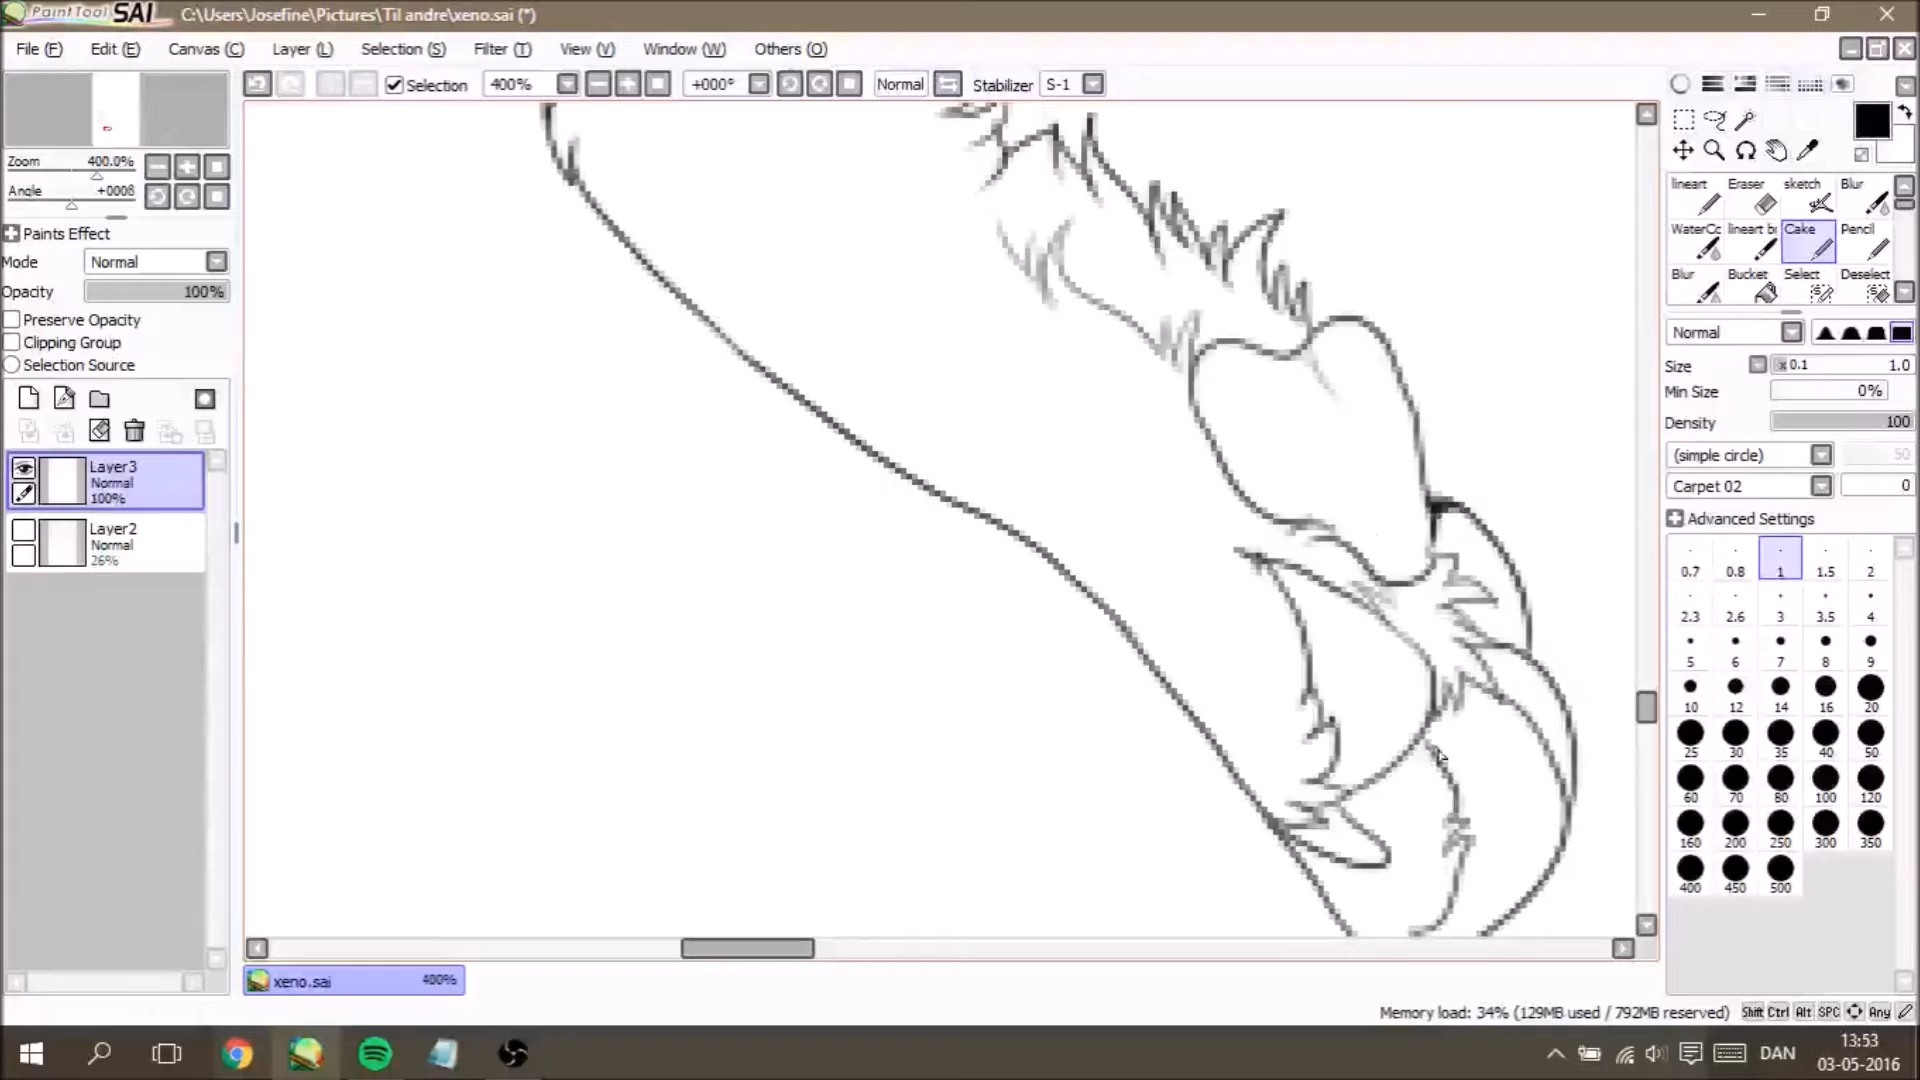 PaintTool SAI C:\Users\Josefine\Pictures\Til andre\xeno.sai (*)
File (F) Edit (E) Canvas (C) Layer (L) Selection (S) Filter (T) View (V) Window (W) Others (O)
Selection 400% +000° Normal Stabilizer S-1
Zoom 400.0%
Angle
Paints Effect
Mode Normal
Opacity 100%
Preserve Opacity
Clipping Group
Selection Source
Layer3
Normal
100%
Layer2
Normal
26%
lineart Eraser sketch Blur
WaterCo lineart Cake Pencil
Blur Bucket Select Deselect
Normal
Size x 0.1 1.0
Min Size 0%
Density 100
(simple circle) 50
Carpet 02 0
Advanced Settings
0.7 0.8 1 1.5 2
2.3 2.6 3 3.5 4
5 6 7 8 9
10 12 14 16 20
25 30 35 40 50
60 70 80 100 120
160 200 250 300 350
400 450 500
xeno.sai 400%
Memory load: 34% (129MB used / 792MB reserved) Shift Ctrl Alt SPC Any
DAN 13:53
03-05-2016